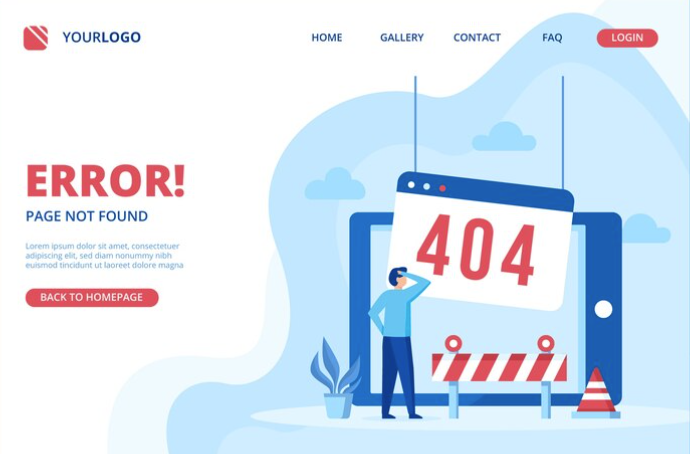 YOURLOGO
HOME GALLERY CONTACT FAQ LOGIN
ERROR!
PAGE NOT FOUND
Lorem ipsum dolor sit amet, consectetuer
adipiscing elit, sed diam nonummy nibh
euismod tincidunt ut laoreet dolore magna
BACK TO HOMEPAGE
404